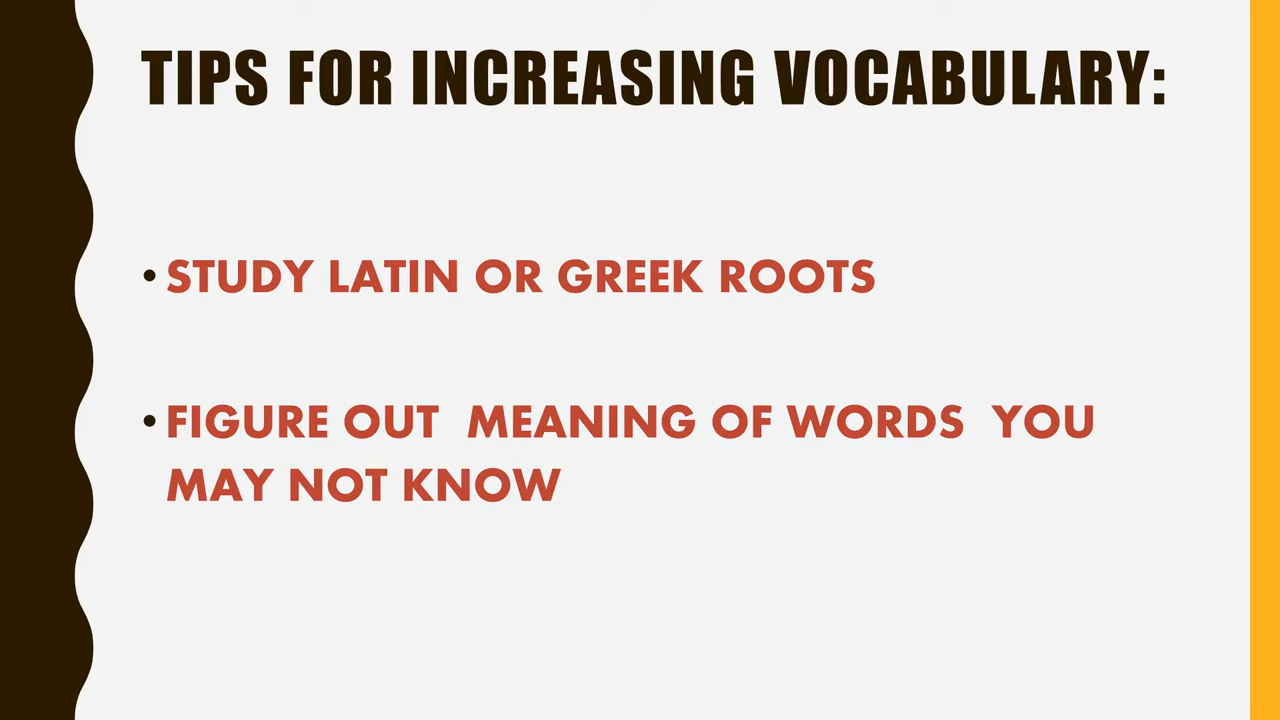 TIPS FOR INCREASING VOCABULARY:
• STUDY LATIN OR GREEK ROOTS
• FIGURE OUT  MEANING OF WORDS  YOU
MAY NOT KNOW